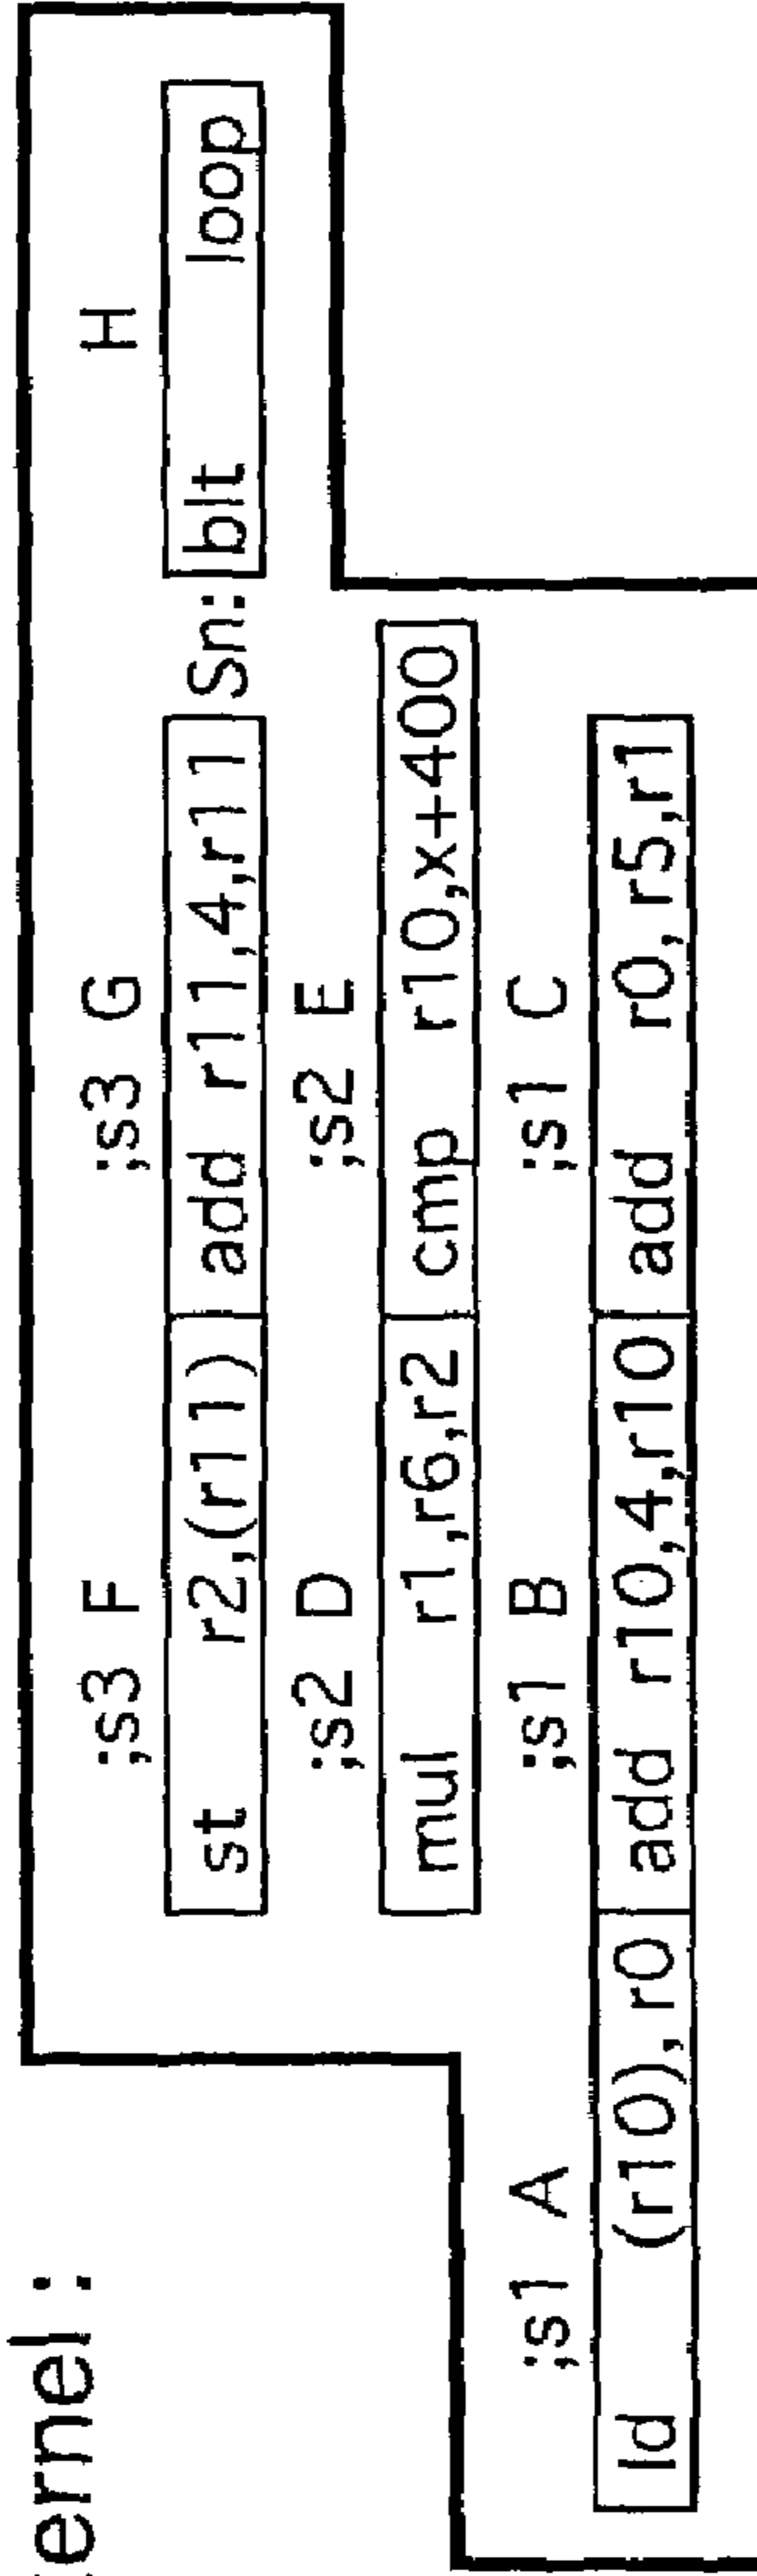 ernel :
;s3 F ;s3 G H
st r2,(r11) add r11,4,r11 Sn: blt loop
;s2 D ;s2 E
mul r1,r6,r2 cmp r10,x+400
;s1 A ;s1 B ;s1 C
ld (r10),r0 add r10,4,r10 add r0,r5,r1